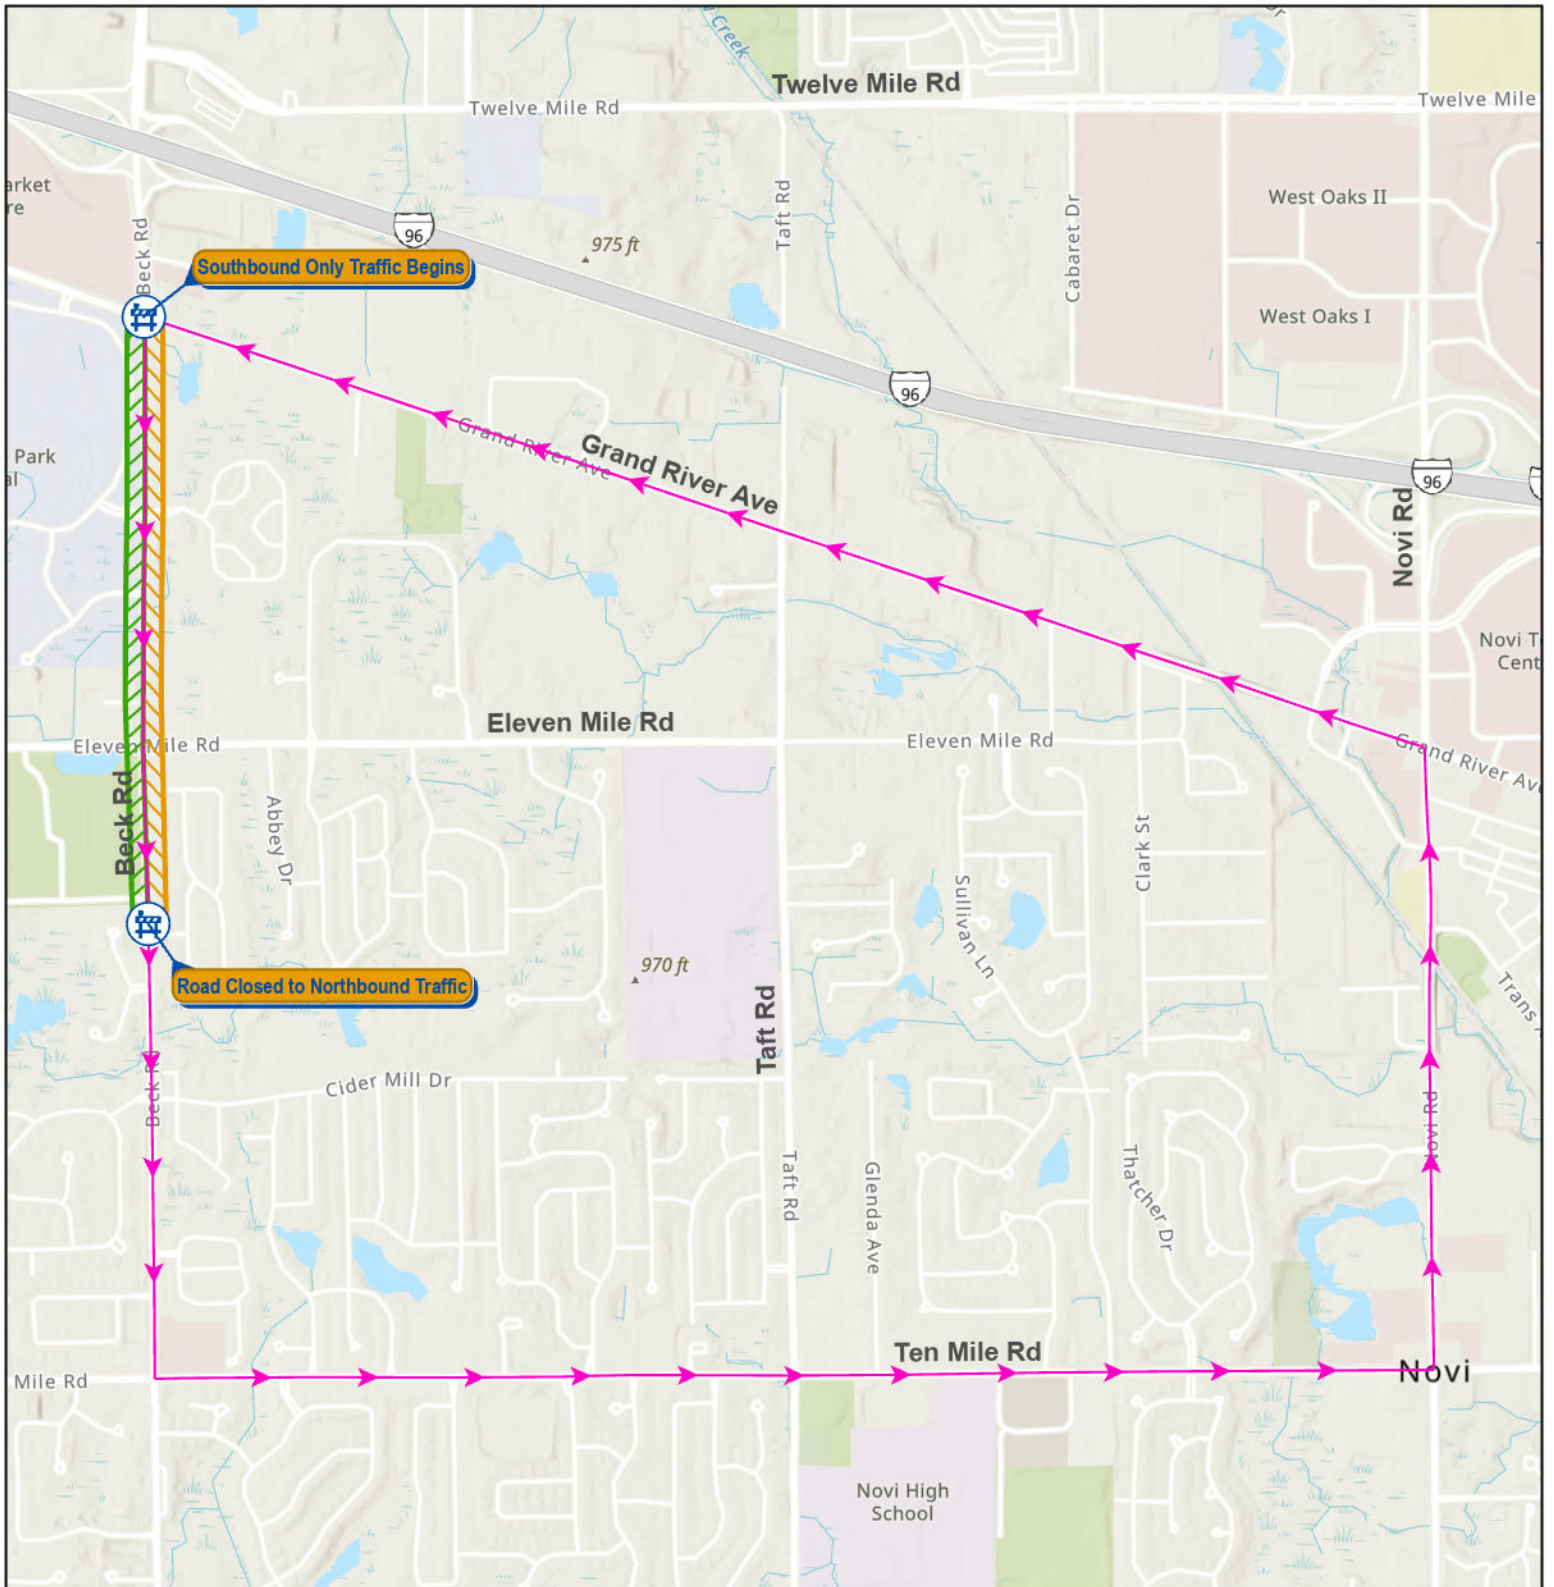 Creek
Dr
Twelve Mile Rd
Twelve Mile Rd
Twelve Mile
arket
re
Taft Rd
Cabaret Dr
West Oaks II
Beck Rd
96
975 ft
Southbound Only Traffic Begins
West Oaks I
96
Park
al
Grand River Ave
Grand River Ave
96
Novi Rd
Novi T
Cent
Eleven Mile Rd
Eleven Mile Rd
Eleven Mile Rd
Grand River Ave
Beck Rd
Abbey Dr
Clark St
Sullivan Ln
970 ft
Road Closed to Northbound Traffic
Trans
Taft Rd
Beck Rd
Cider Mill Dr
Novi Rd
Taft Rd
Glenda Ave
Thatcher Dr
Ten Mile Rd
Mile Rd
Novi
Novi High
School